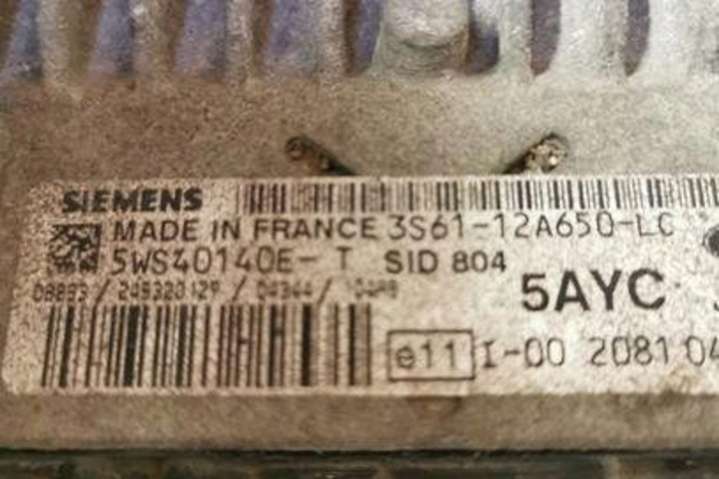 SIEMENS
MADE IN FRANCE 3S61-12A650-LC
5WS40140E-T SID 804
5AYC
e11 I-00 2081 04